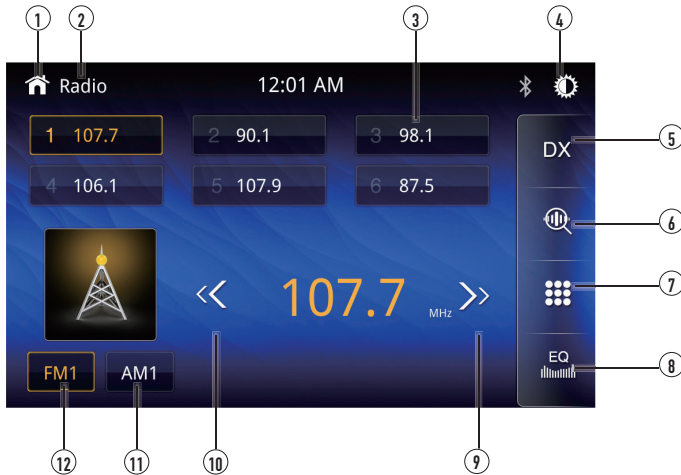 1 2 3 4
Radio 12:01 AM
1 107.7 2 90.1 3 98.1
DX 5
4 106.1 5 107.9 6 87.5
6
107.7 MHz
7
EQ 8
FM1 AM1
12 11 10 9